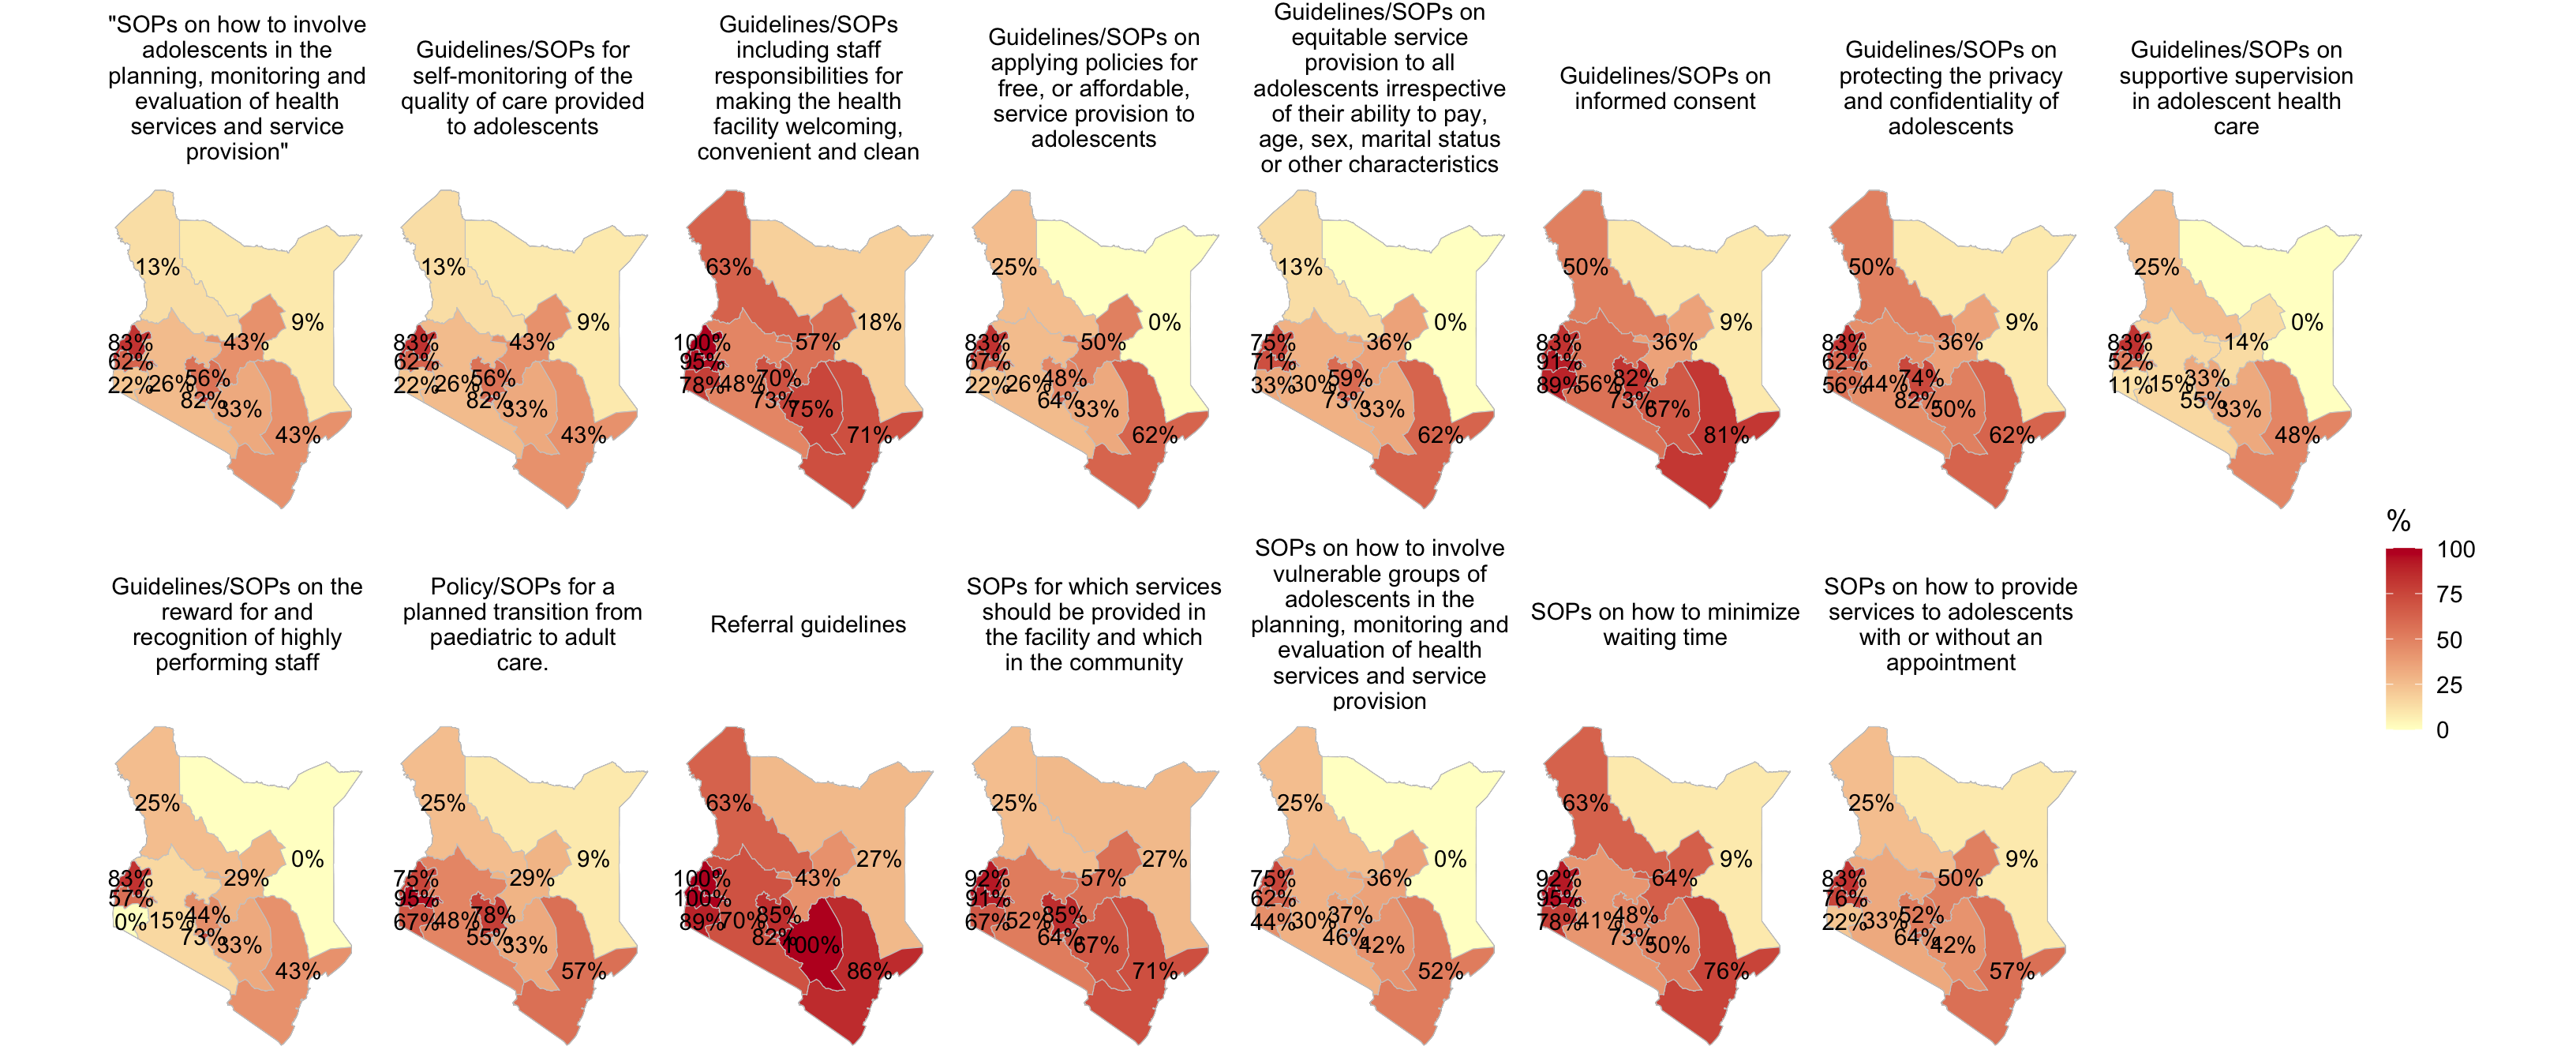 "SOPs on how to involve
adolescents in the
planning, monitoring and
evaluation of health
services and service
provision"
Guidelines/SOPs for
self-monitoring of the
quality of care provided
to adolescents
Guidelines/SOPs
including staff
responsibilities for
making the health
facility welcoming,
convenient and clean
Guidelines/SOPs on
applying policies for
free, or affordable,
service provision to
adolescents
Guidelines/SOPs on
equitable service
provision to all
adolescents irrespective
of their ability to pay,
age, sex, marital status
or other characteristics
Guidelines/SOPs on
informed consent
Guidelines/SOPs on
protecting the privacy
and confidentiality of
adolescents
Guidelines/SOPs on
supportive supervision
in adolescent health
care
13%
9%
83%
43%
62%
22%
26%
56%
82%
33%
43%
13%
9%
83%
43%
62%
22%
26%
56%
82%
33%
43%
63%
18%
100%
57%
95%
78%
48%
70%
73%
75%
71%
25%
0%
83%
50%
67%
22%
26%
48%
64%
33%
62%
13%
0%
75%
36%
71%
33%
30%
59%
73%
33%
62%
50%
9%
83%
36%
91%
89%
56%
82%
73%
67%
81%
50%
9%
83%
36%
62%
56%
44%
74%
82%
50%
62%
25%
0%
83%
14%
52%
11%
15%
33%
55%
33%
48%
%
100
75
50
25
0
Guidelines/SOPs on the
reward for and
recognition of highly
performing staff
Policy/SOPs for a
planned transition from
paediatric to adult
care.
Referral guidelines
SOPs for which services
should be provided in
the facility and which
in the community
SOPs on how to involve
vulnerable groups of
adolescents in the
planning, monitoring and
evaluation of health
services and service
provision
SOPs on how to minimize
waiting time
SOPs on how to provide
services to adolescents
with or without an
appointment
25%
0%
83%
29%
57%
0%
15%
44%
73%
33%
43%
25%
9%
75%
29%
95%
67%
48%
78%
55%
33%
57%
63%
27%
100%
43%
100%
89%
70%
85%
82%
100%
86%
25%
27%
92%
57%
91%
67%
52%
85%
64%
67%
71%
25%
0%
75%
36%
62%
44%
30%
37%
46%
42%
52%
63%
9%
92%
64%
95%
78%
41%
48%
73%
50%
76%
25%
9%
83%
50%
76%
22%
33%
52%
64%
42%
57%